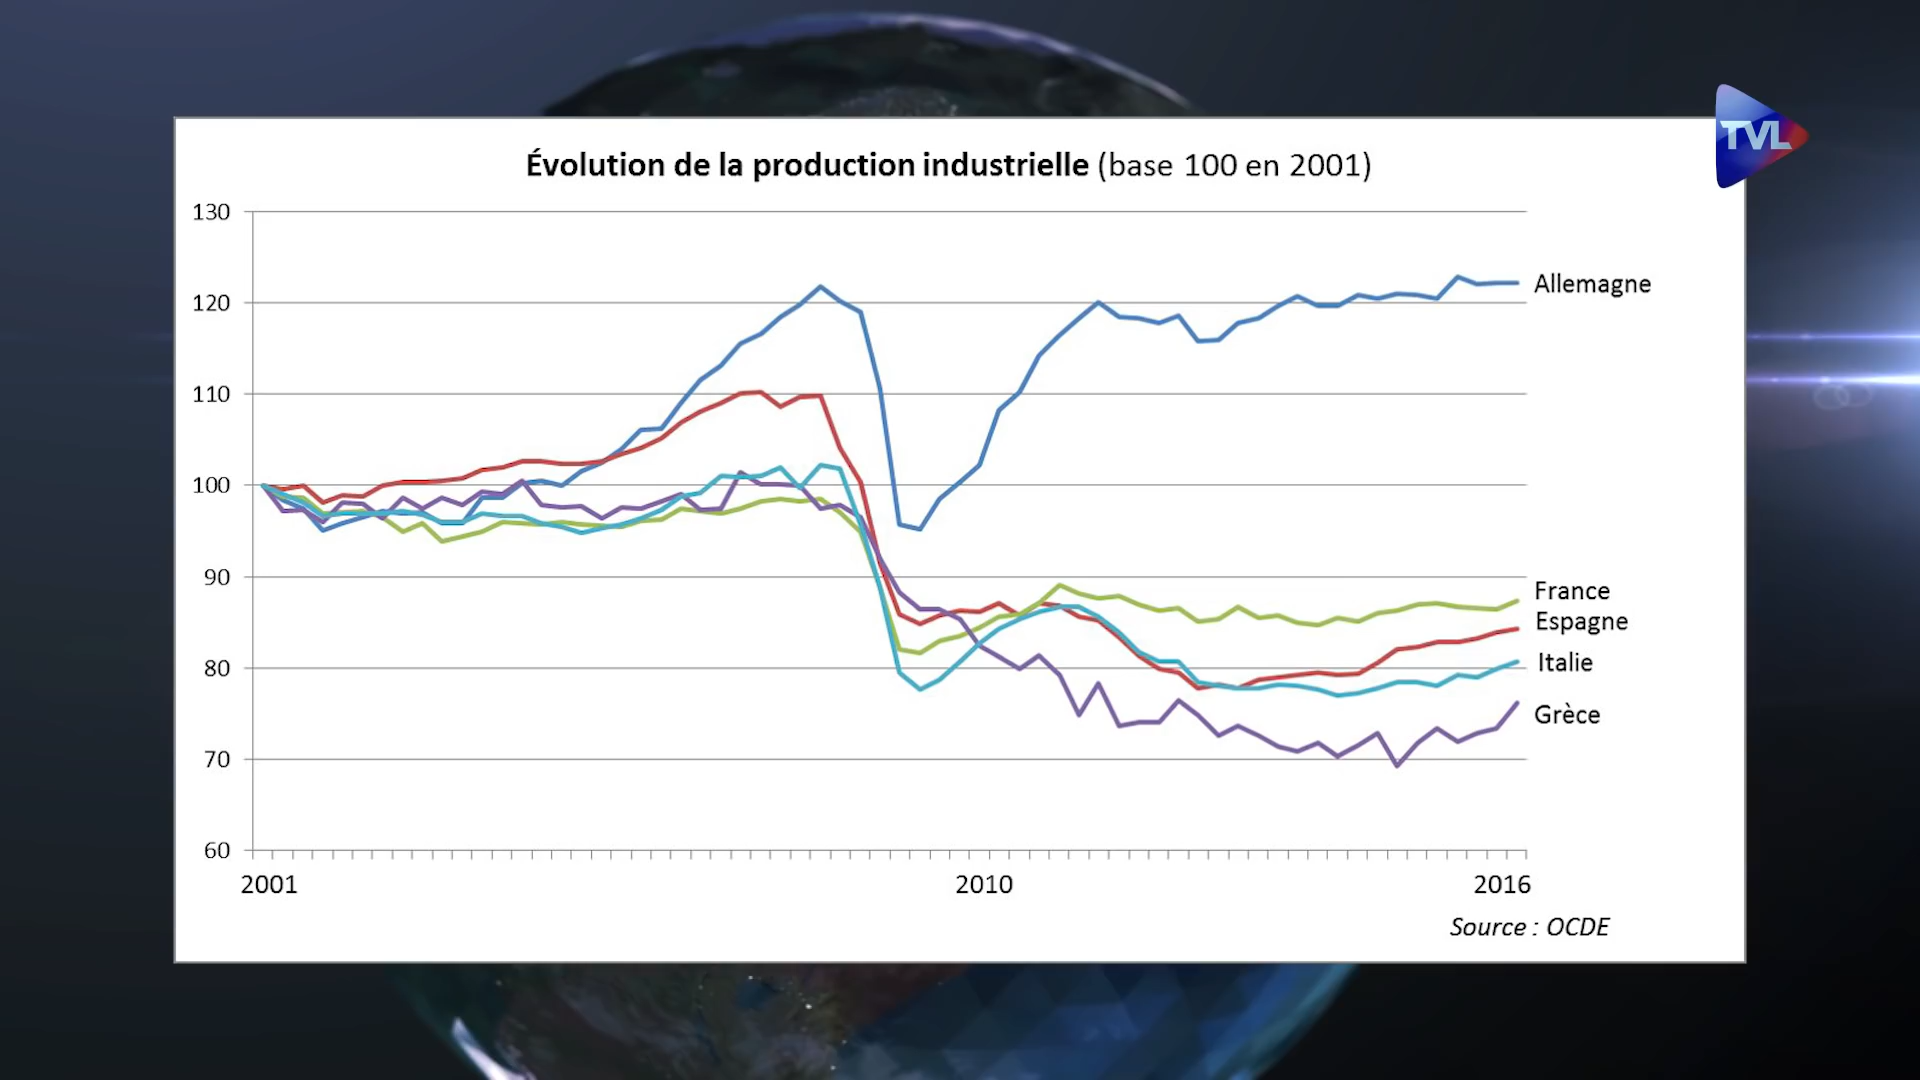 TVL
Évolution de la production industrielle (base 100 en 2001)
130
120
110
100
90
80
70
60
Allemagne
France
Espagne
Italie
Grèce
2001 2010 2016
Source : OCDE